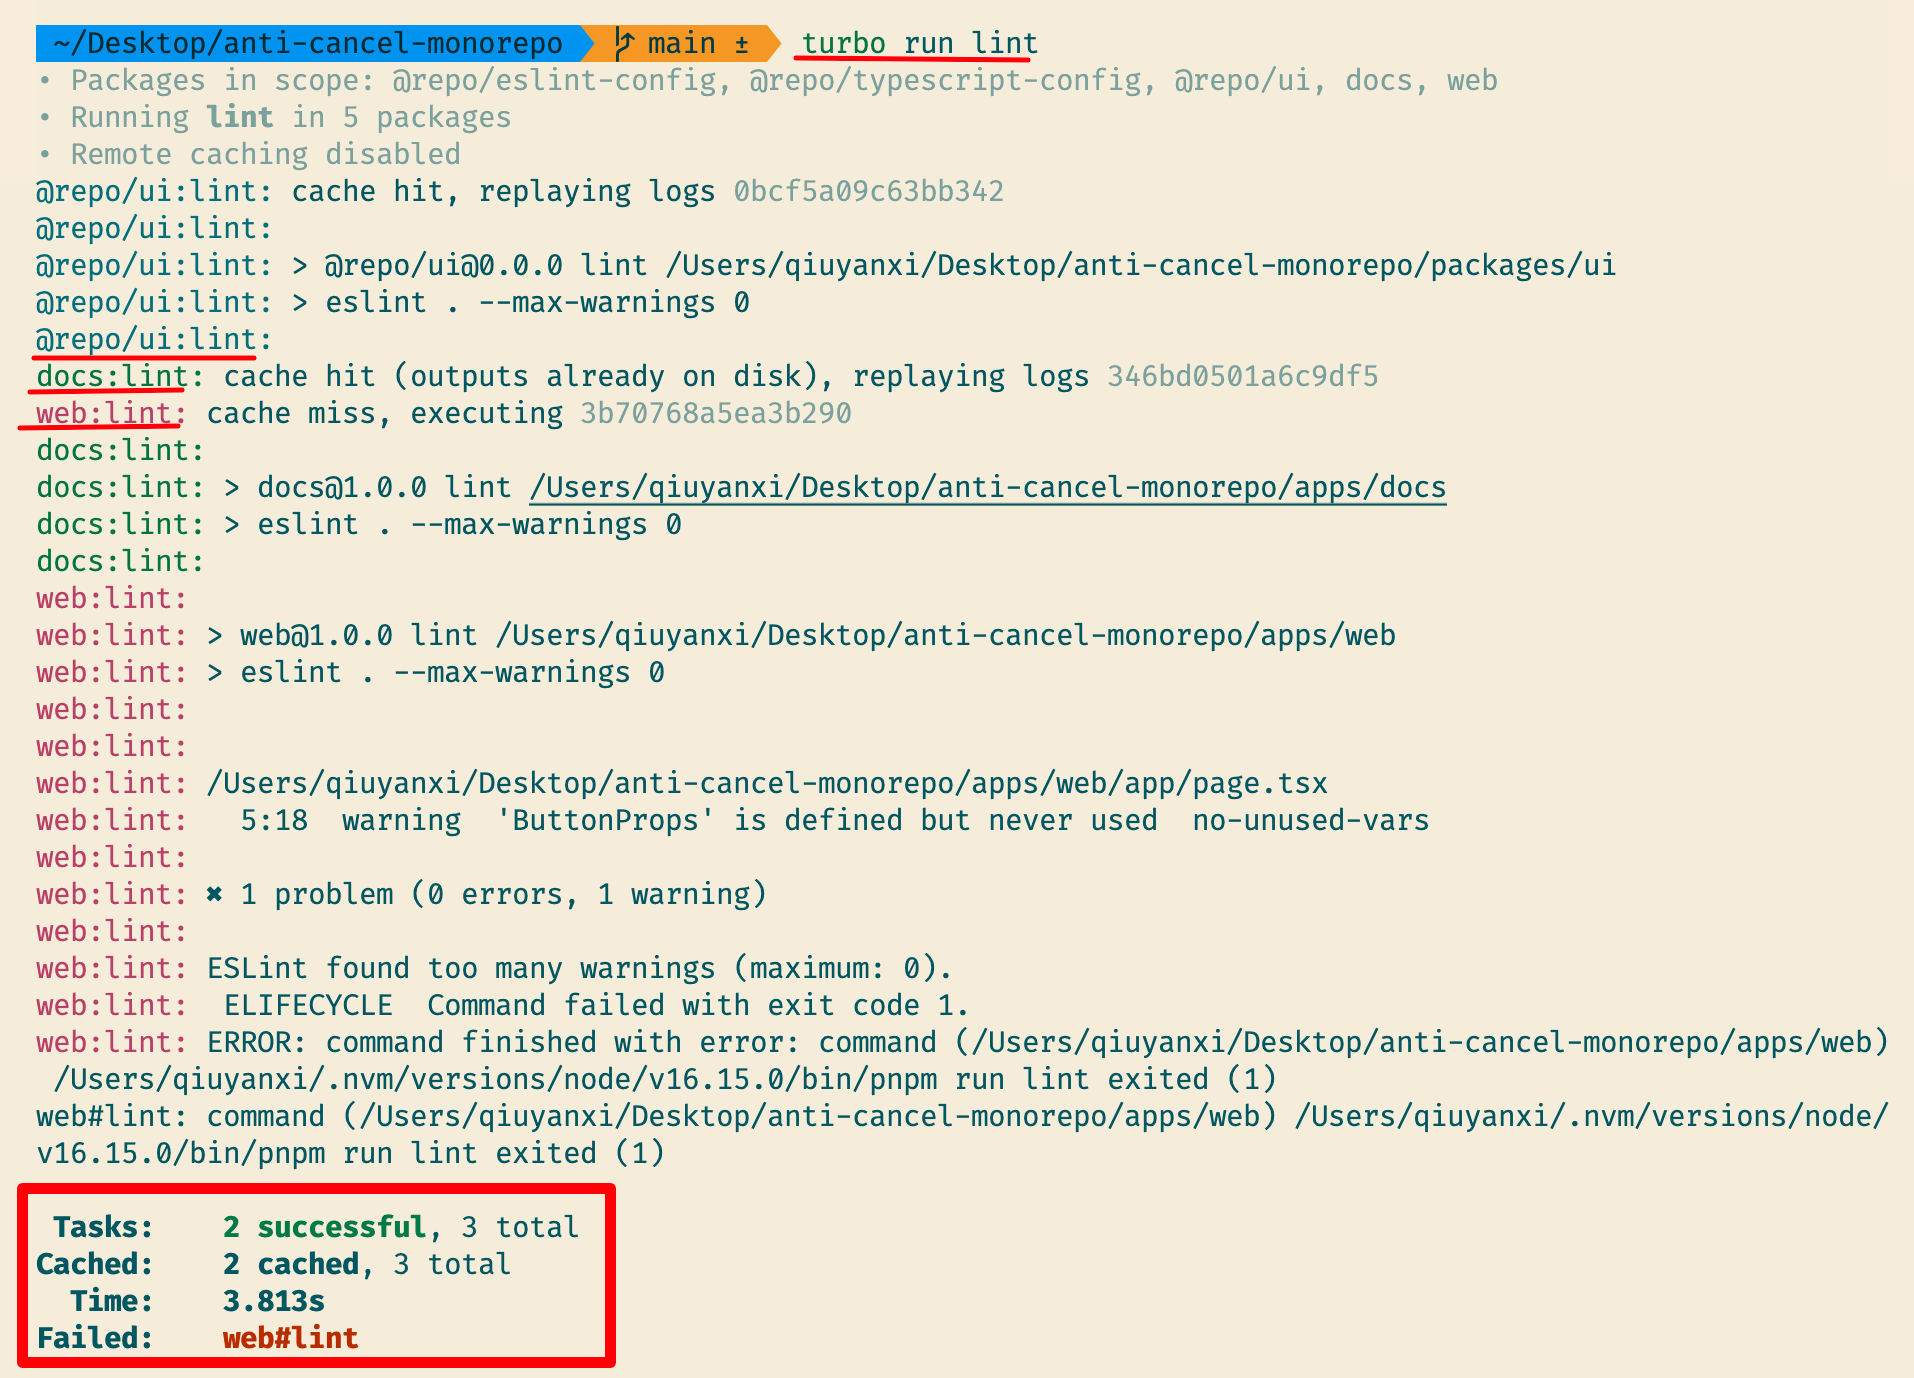 ~/Desktop/anti-cancel-monorepo  main ± turbo run lint
• Packages in scope: @repo/eslint-config, @repo/typescript-config, @repo/ui, docs, web
• Running lint in 5 packages
• Remote caching disabled
@repo/ui:lint: cache hit, replaying logs 0bcf5a09c63bb342
@repo/ui:lint:
@repo/ui:lint: > @repo/ui@0.0.0 lint /Users/qiuyanxi/Desktop/anti-cancel-monorepo/packages/ui
@repo/ui:lint: > eslint . --max-warnings 0
@repo/ui:lint:
docs:lint: cache hit (outputs already on disk), replaying logs 346bd0501a6c9df5
web:lint: cache miss, executing 3b70768a5ea3b290
docs:lint:
docs:lint: > docs@1.0.0 lint /Users/qiuyanxi/Desktop/anti-cancel-monorepo/apps/docs
docs:lint: > eslint . --max-warnings 0
docs:lint:
web:lint:
web:lint: > web@1.0.0 lint /Users/qiuyanxi/Desktop/anti-cancel-monorepo/apps/web
web:lint: > eslint . --max-warnings 0
web:lint:
web:lint:
web:lint: /Users/qiuyanxi/Desktop/anti-cancel-monorepo/apps/web/app/page.tsx
web:lint:   5:18  warning  'ButtonProps' is defined but never used  no-unused-vars
web:lint:
web:lint: ✖ 1 problem (0 errors, 1 warning)
web:lint:
web:lint: ESLint found too many warnings (maximum: 0).
web:lint:  ELIFECYCLE  Command failed with exit code 1.
web:lint: ERROR: command finished with error: command (/Users/qiuyanxi/Desktop/anti-cancel-monorepo/apps/web)
/Users/qiuyanxi/.nvm/versions/node/v16.15.0/bin/pnpm run lint exited (1)
web#lint: command (/Users/qiuyanxi/Desktop/anti-cancel-monorepo/apps/web) /Users/qiuyanxi/.nvm/versions/node/
v16.15.0/bin/pnpm run lint exited (1)
Tasks:    2 successful, 3 total
Cached:    2 cached, 3 total
Time:    3.813s
Failed:    web#lint